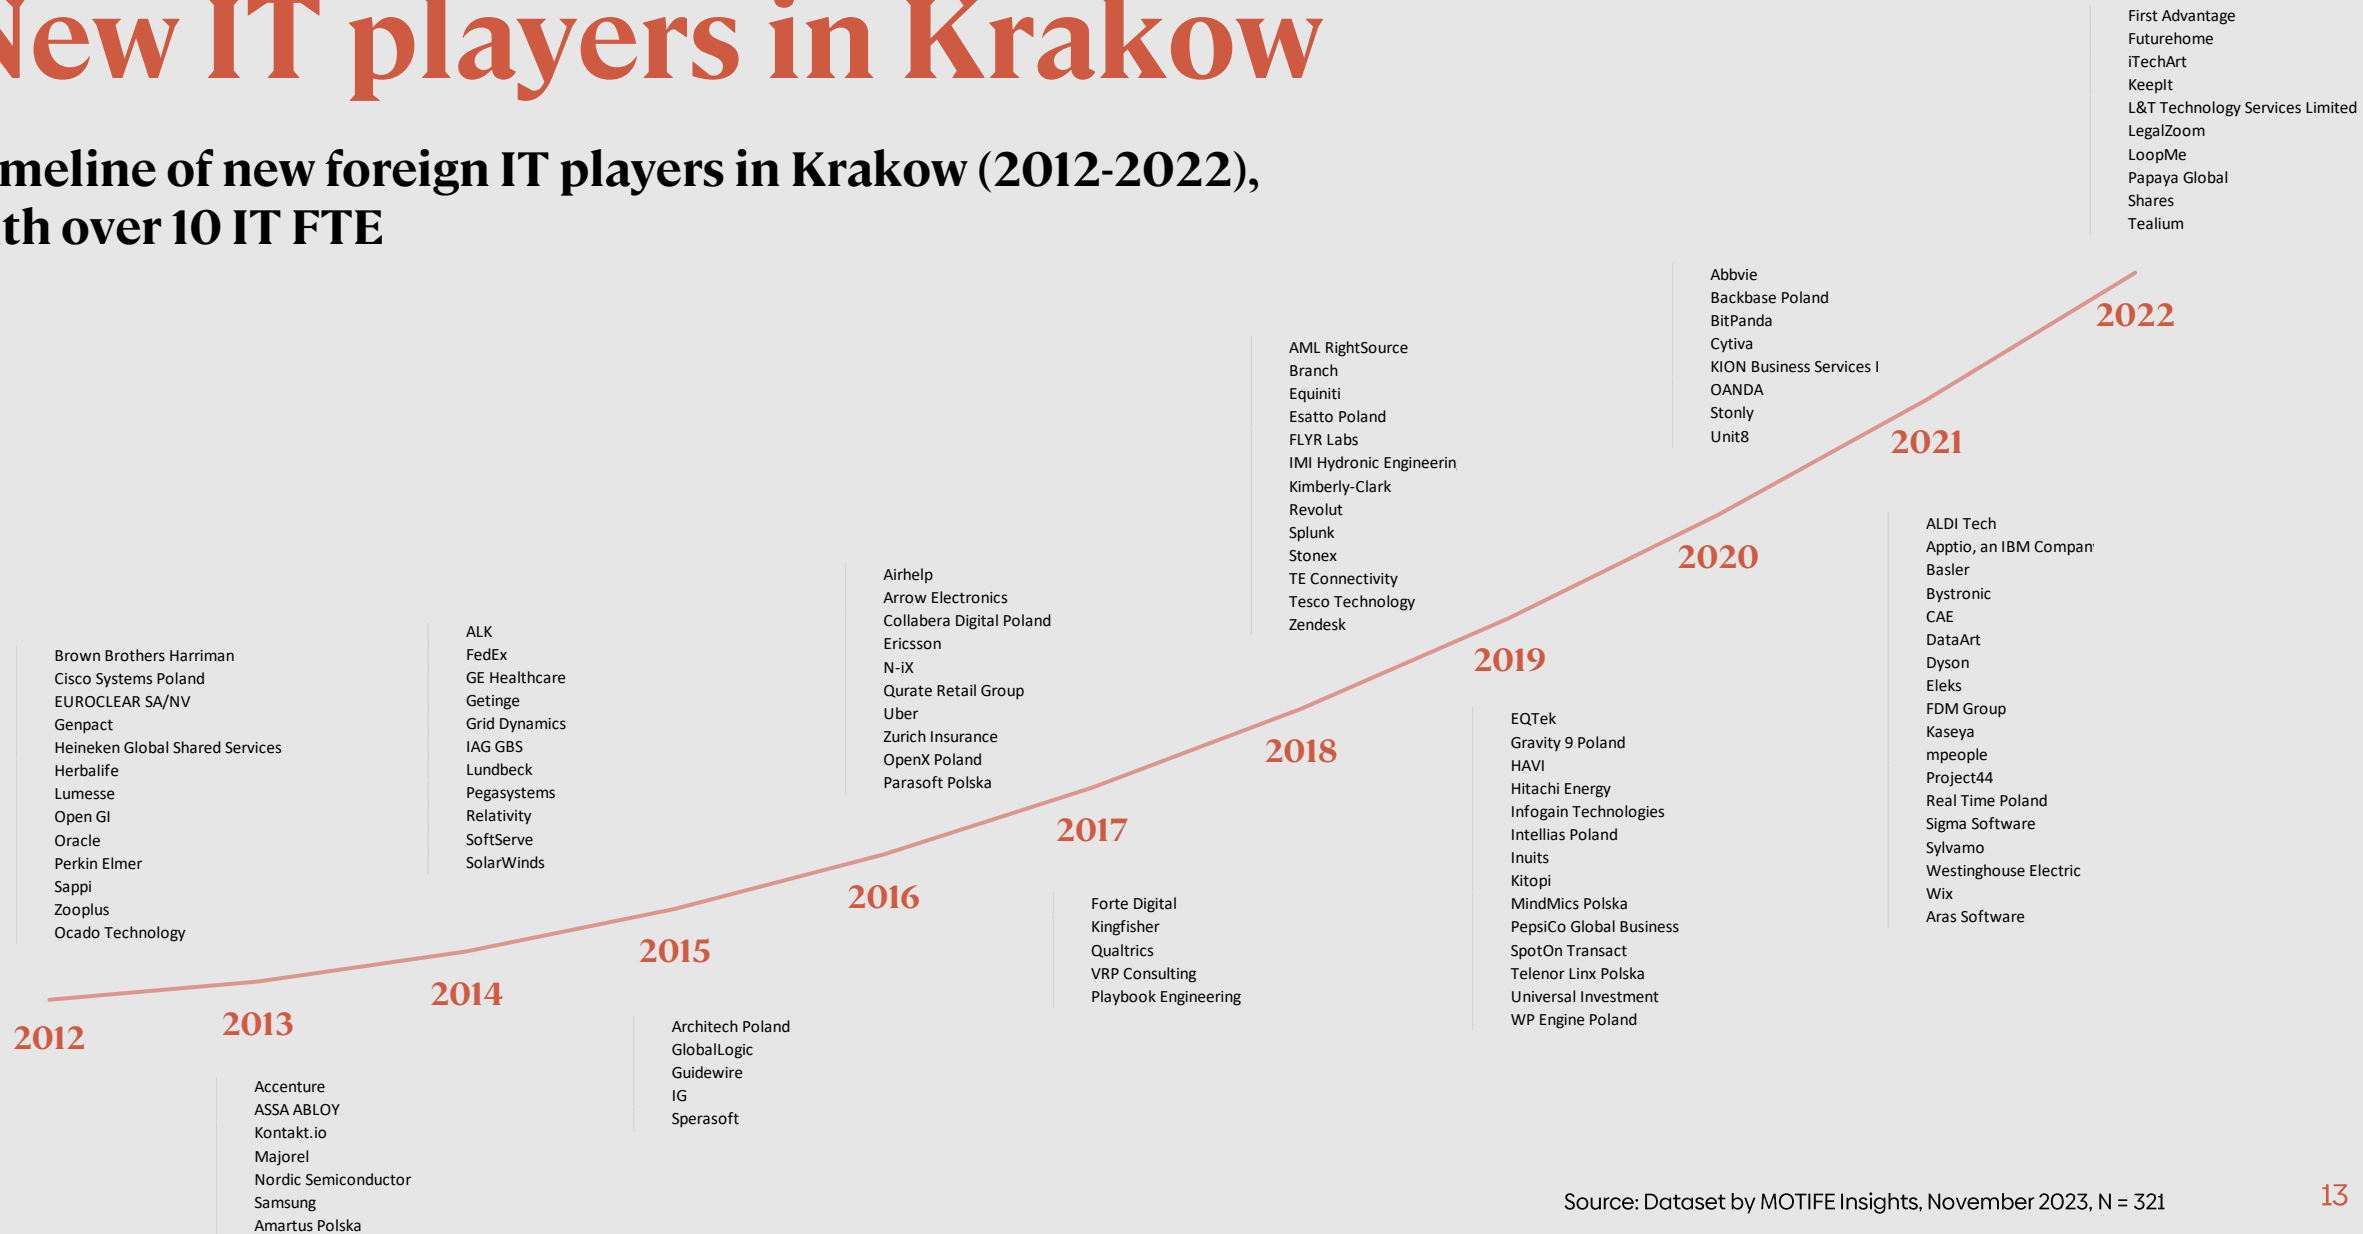 New IT players in Krakow
meline of new foreign IT players in Krakow (2012-2022),
ith over 10 IT FTE
First Advantage
Futurehome
iTechArt
KeepIt
L&T Technology Services Limited
LegalZoom
LoopMe
Papaya Global
Shares
Tealium
2022
Abbvie
Backbase Poland
BitPanda
Cytiva
KION Business Services I
OANDA
Stonly
Unit8
2021
AML RightSource
Branch
Equiniti
Esatto Poland
FLYR Labs
IMI Hydronic Engineerin
Kimberly-Clark
Revolut
Splunk
Stonex
TE Connectivity
Tesco Technology
Zendesk
2020
ALDI Tech
Apptio, an IBM Company
Basler
Bystronic
CAE
DataArt
Dyson
Eleks
FDM Group
Kaseya
mpeople
Project44
Real Time Poland
Sigma Software
Sylvamo
Westinghouse Electric
Wix
Aras Software
Airhelp
Arrow Electronics
Collabera Digital Poland
Ericsson
N-iX
Qurate Retail Group
Uber
Zurich Insurance
OpenX Poland
Parasoft Polska
2019
ALK
FedEx
GE Healthcare
Getinge
Grid Dynamics
IAG GBS
Lundbeck
Pegasystems
Relativity
SoftServe
SolarWinds
Brown Brothers Harriman
Cisco Systems Poland
EUROCLEAR SA/NV
Genpact
Heineken Global Shared Services
Herbalife
Lumesse
Open GI
Oracle
Perkin Elmer
Sappi
Zooplus
Ocado Technology
2018
EQTek
Gravity 9 Poland
HAVI
Hitachi Energy
Infogain Technologies
Intellias Poland
Inuits
Kitopi
MindMics Polska
PepsiCo Global Business
SpotOn Transact
Telenor Linx Polska
Universal Investment
WP Engine Poland
2017
2016
Forte Digital
Kingfisher
Qualtrics
VRP Consulting
Playbook Engineering
2015
2014
2013
2012
Architech Poland
GlobalLogic
Guidewire
IG
Sperasoft
Accenture
ASSA ABLOY
Kontakt.io
Majorel
Nordic Semiconductor
Samsung
Amartus Polska
Source: Dataset by MOTIFE Insights, November 2023, N = 321
13